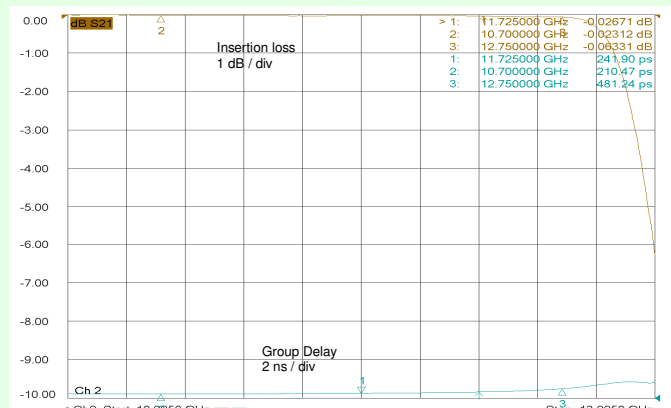 0.00
dB S21
> 1: 11.725000 GHz -0.02671 dB
2: 10.700000 GHz -0.02312 dB
3: 12.750000 GHz -0.06331 dB
1: 11.725000 GHz 241.90 ps
2: 10.700000 GHz 210.47 ps
3: 12.750000 GHz 481.24 ps
2
Insertion loss
1 dB / div
-1.00
-2.00
-3.00
-4.00
-5.00
-6.00
-7.00
-8.00
-9.00
Group Delay
2 ns / div
1
-10.00
Ch 2
3